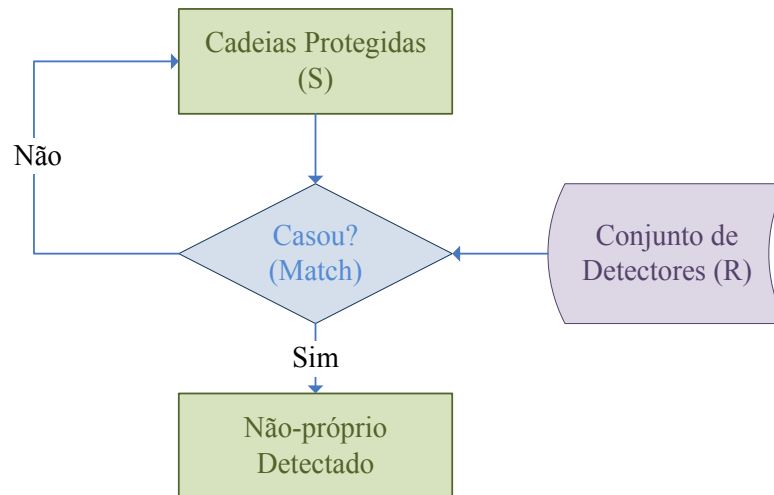 Cadeias Protegidas
(S)
Não
Casou?
(Match)
Conjunto de
Detectores (R)
Sim
Não-próprio
Detectado